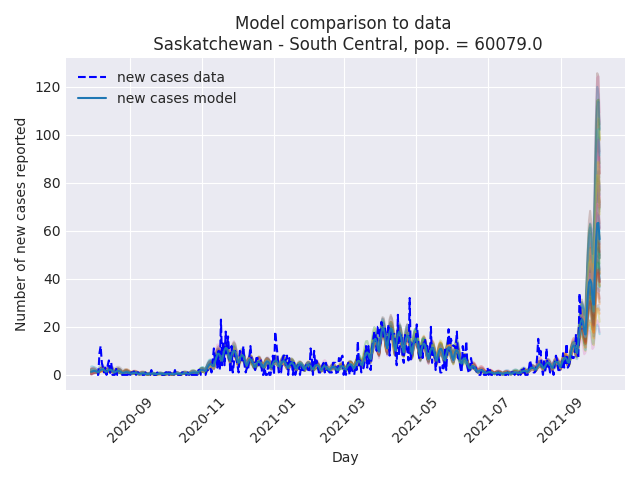 Model comparison to data
Saskatchewan - South Central, pop. = 60079.0
new cases data
new cases model
Number of new cases reported
120
100
80
60
40
20
0
2020-09
2020-11
2021-01
2021-03
2021-05
2021-07
2021-09
Day